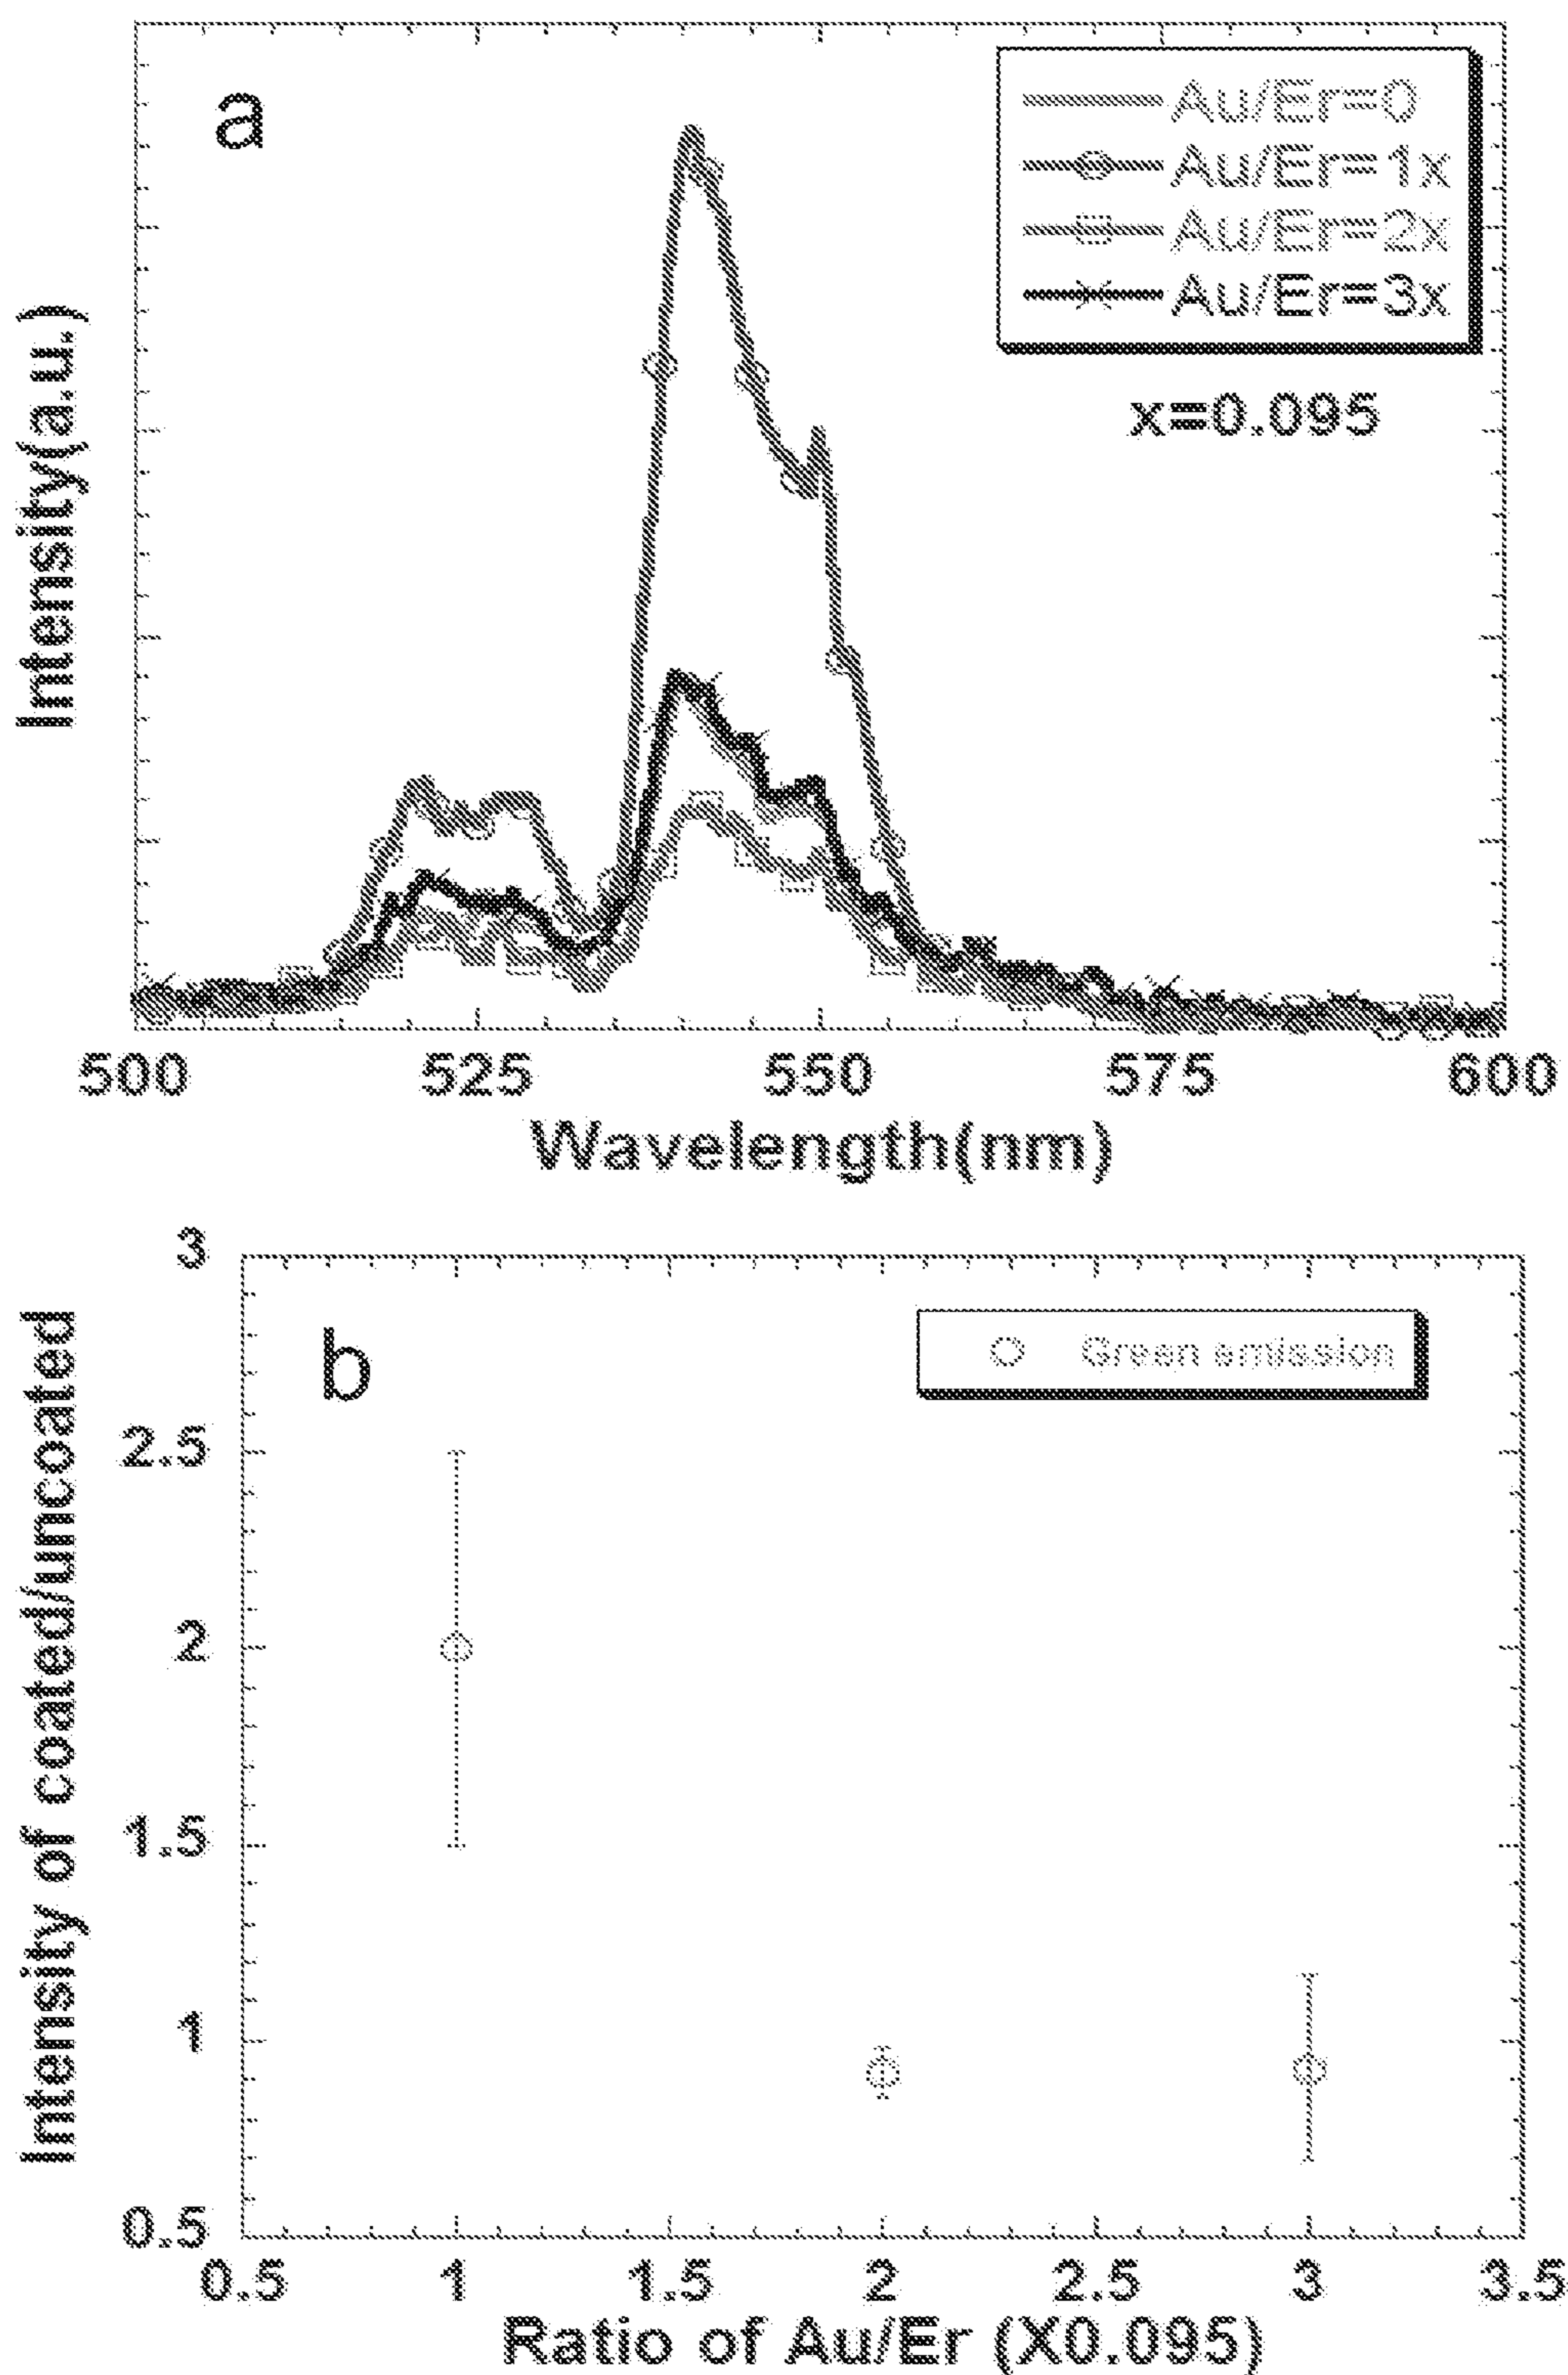 a
Au/Er=0
Au/Er=1x
Au/Er=2x
Au/Er=3x
x=0.095
Intensity(a.u.)
500 525 550 575 600
Wavelength(nm)
b
Green emission
Intensity of coated/uncoated
3
2.5
2
1.5
1
0.5
0.5 1 1.5 2 2.5 3 3.5
Ratio of Au/Er (X0.095)